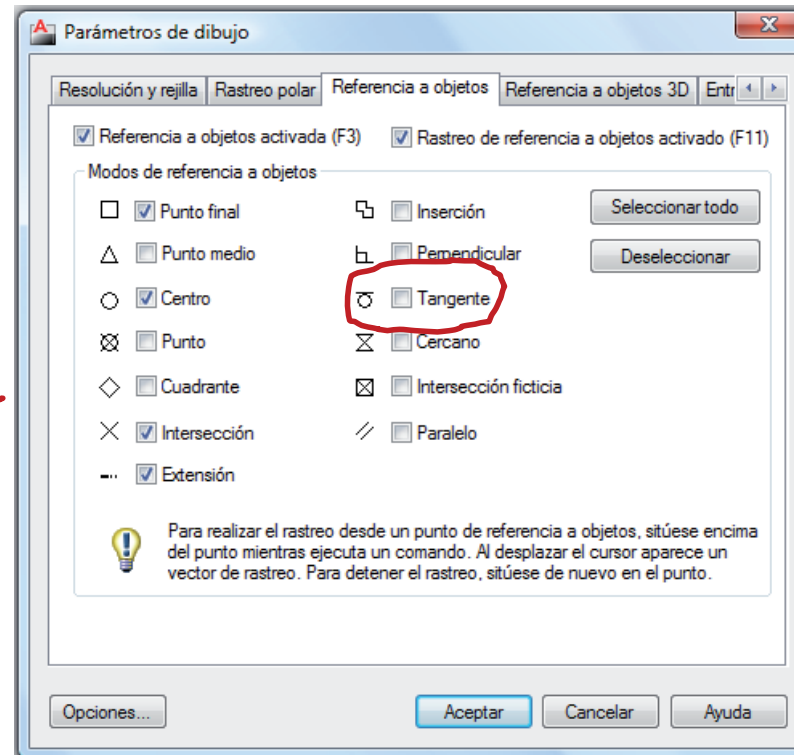 Parámetros de dibujo
Resolución y rejilla Rastreo polar Referencia a objetos Referencia a objetos 3D Entr
Referencia a objetos activada (F3) Rastreo de referencia a objetos activado (F11)
Modos de referencia a objetos
Punto final Inserción Seleccionar todo
Punto medio Perpendicular Deseleccionar
Centro Tangente
Punto Cercano
Cuadrante Intersección ficticia
Intersección Paralelo
Extensión
Para realizar el rastreo desde un punto de referencia a objetos, sitúese encima
del punto mientras ejecuta un comando. Al desplazar el cursor aparece un
vector de rastreo. Para detener el rastreo, sitúese de nuevo en el punto.
Opciones... Aceptar Cancelar Ayuda